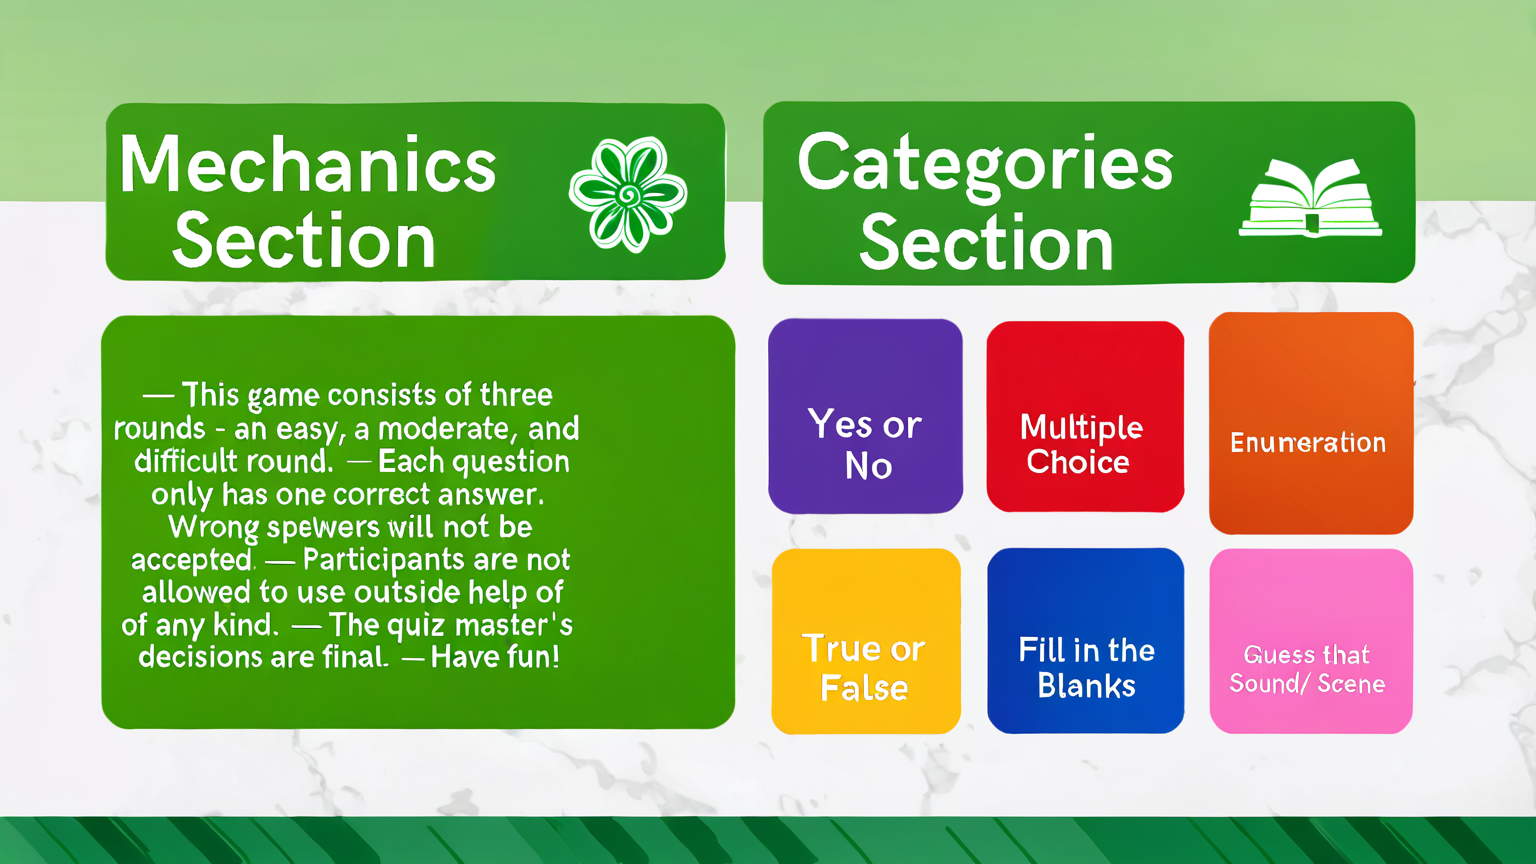 Mechanics
Section
Categories
Section
— This game consists of three
rounds - an easy, a moderate, and
difficult round. — Each question
only has one correct answer.
Wrong spewers will not be
accepted. — Participants are not
allowed to use outside help of
of any kind. — The quiz master's
decisions are final. — Have fun!
Yes or
No
Multiple
Choice
Enumeration
True or
False
Fill in the
Blanks
Guess that
Sound/ Scene